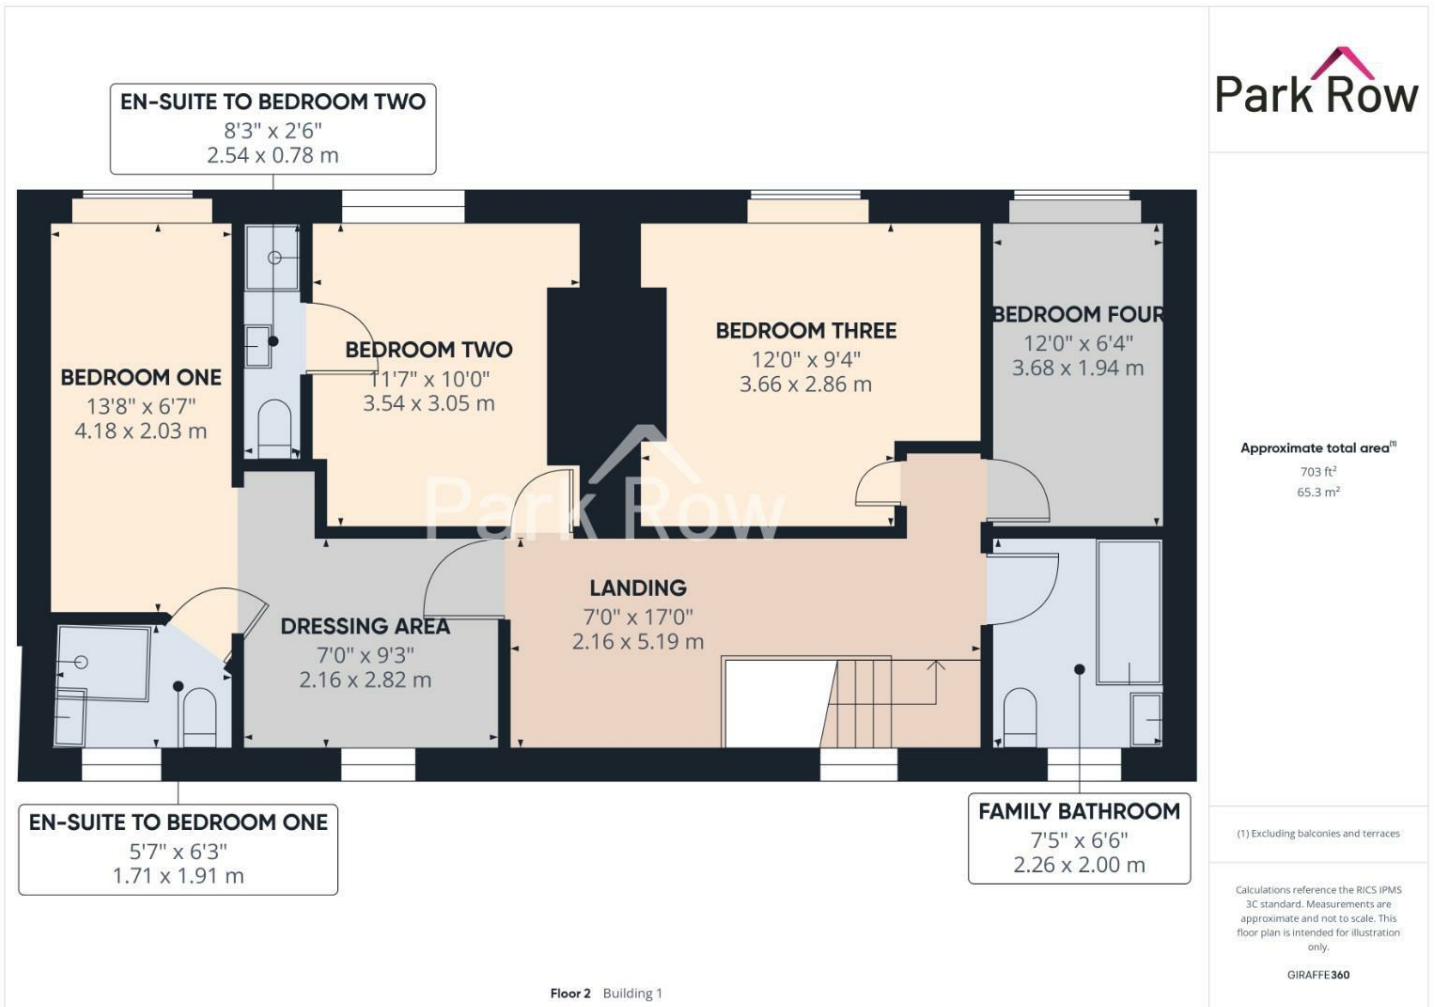 Park Row
EN-SUITE TO BEDROOM TWO
8'3" x 2'6"
2.54 x 0.78 m
BEDROOM ONE
13'8" x 6'7"
4.18 x 2.03 m
BEDROOM TWO
11'7" x 10'0"
3.54 x 3.05 m
BEDROOM THREE
12'0" x 9'4"
3.66 x 2.86 m
BEDROOM FOUR
12'0" x 6'4"
3.68 x 1.94 m
Park Row
DRESSING AREA
7'0" x 9'3"
2.16 x 2.82 m
LANDING
7'0" x 17'0"
2.16 x 5.19 m
EN-SUITE TO BEDROOM ONE
5'7" x 6'3"
1.71 x 1.91 m
FAMILY BATHROOM
7'5" x 6'6"
2.26 x 2.00 m
Approximate total area(1)
703 ft²
65.3 m²
(1) Excluding balconies and terraces
Calculations reference the RICS IPMS
3C standard. Measurements are
approximate and not to scale. This
floor plan is intended for illustration
only.
GIRAFFE360
Floor 2 Building 1